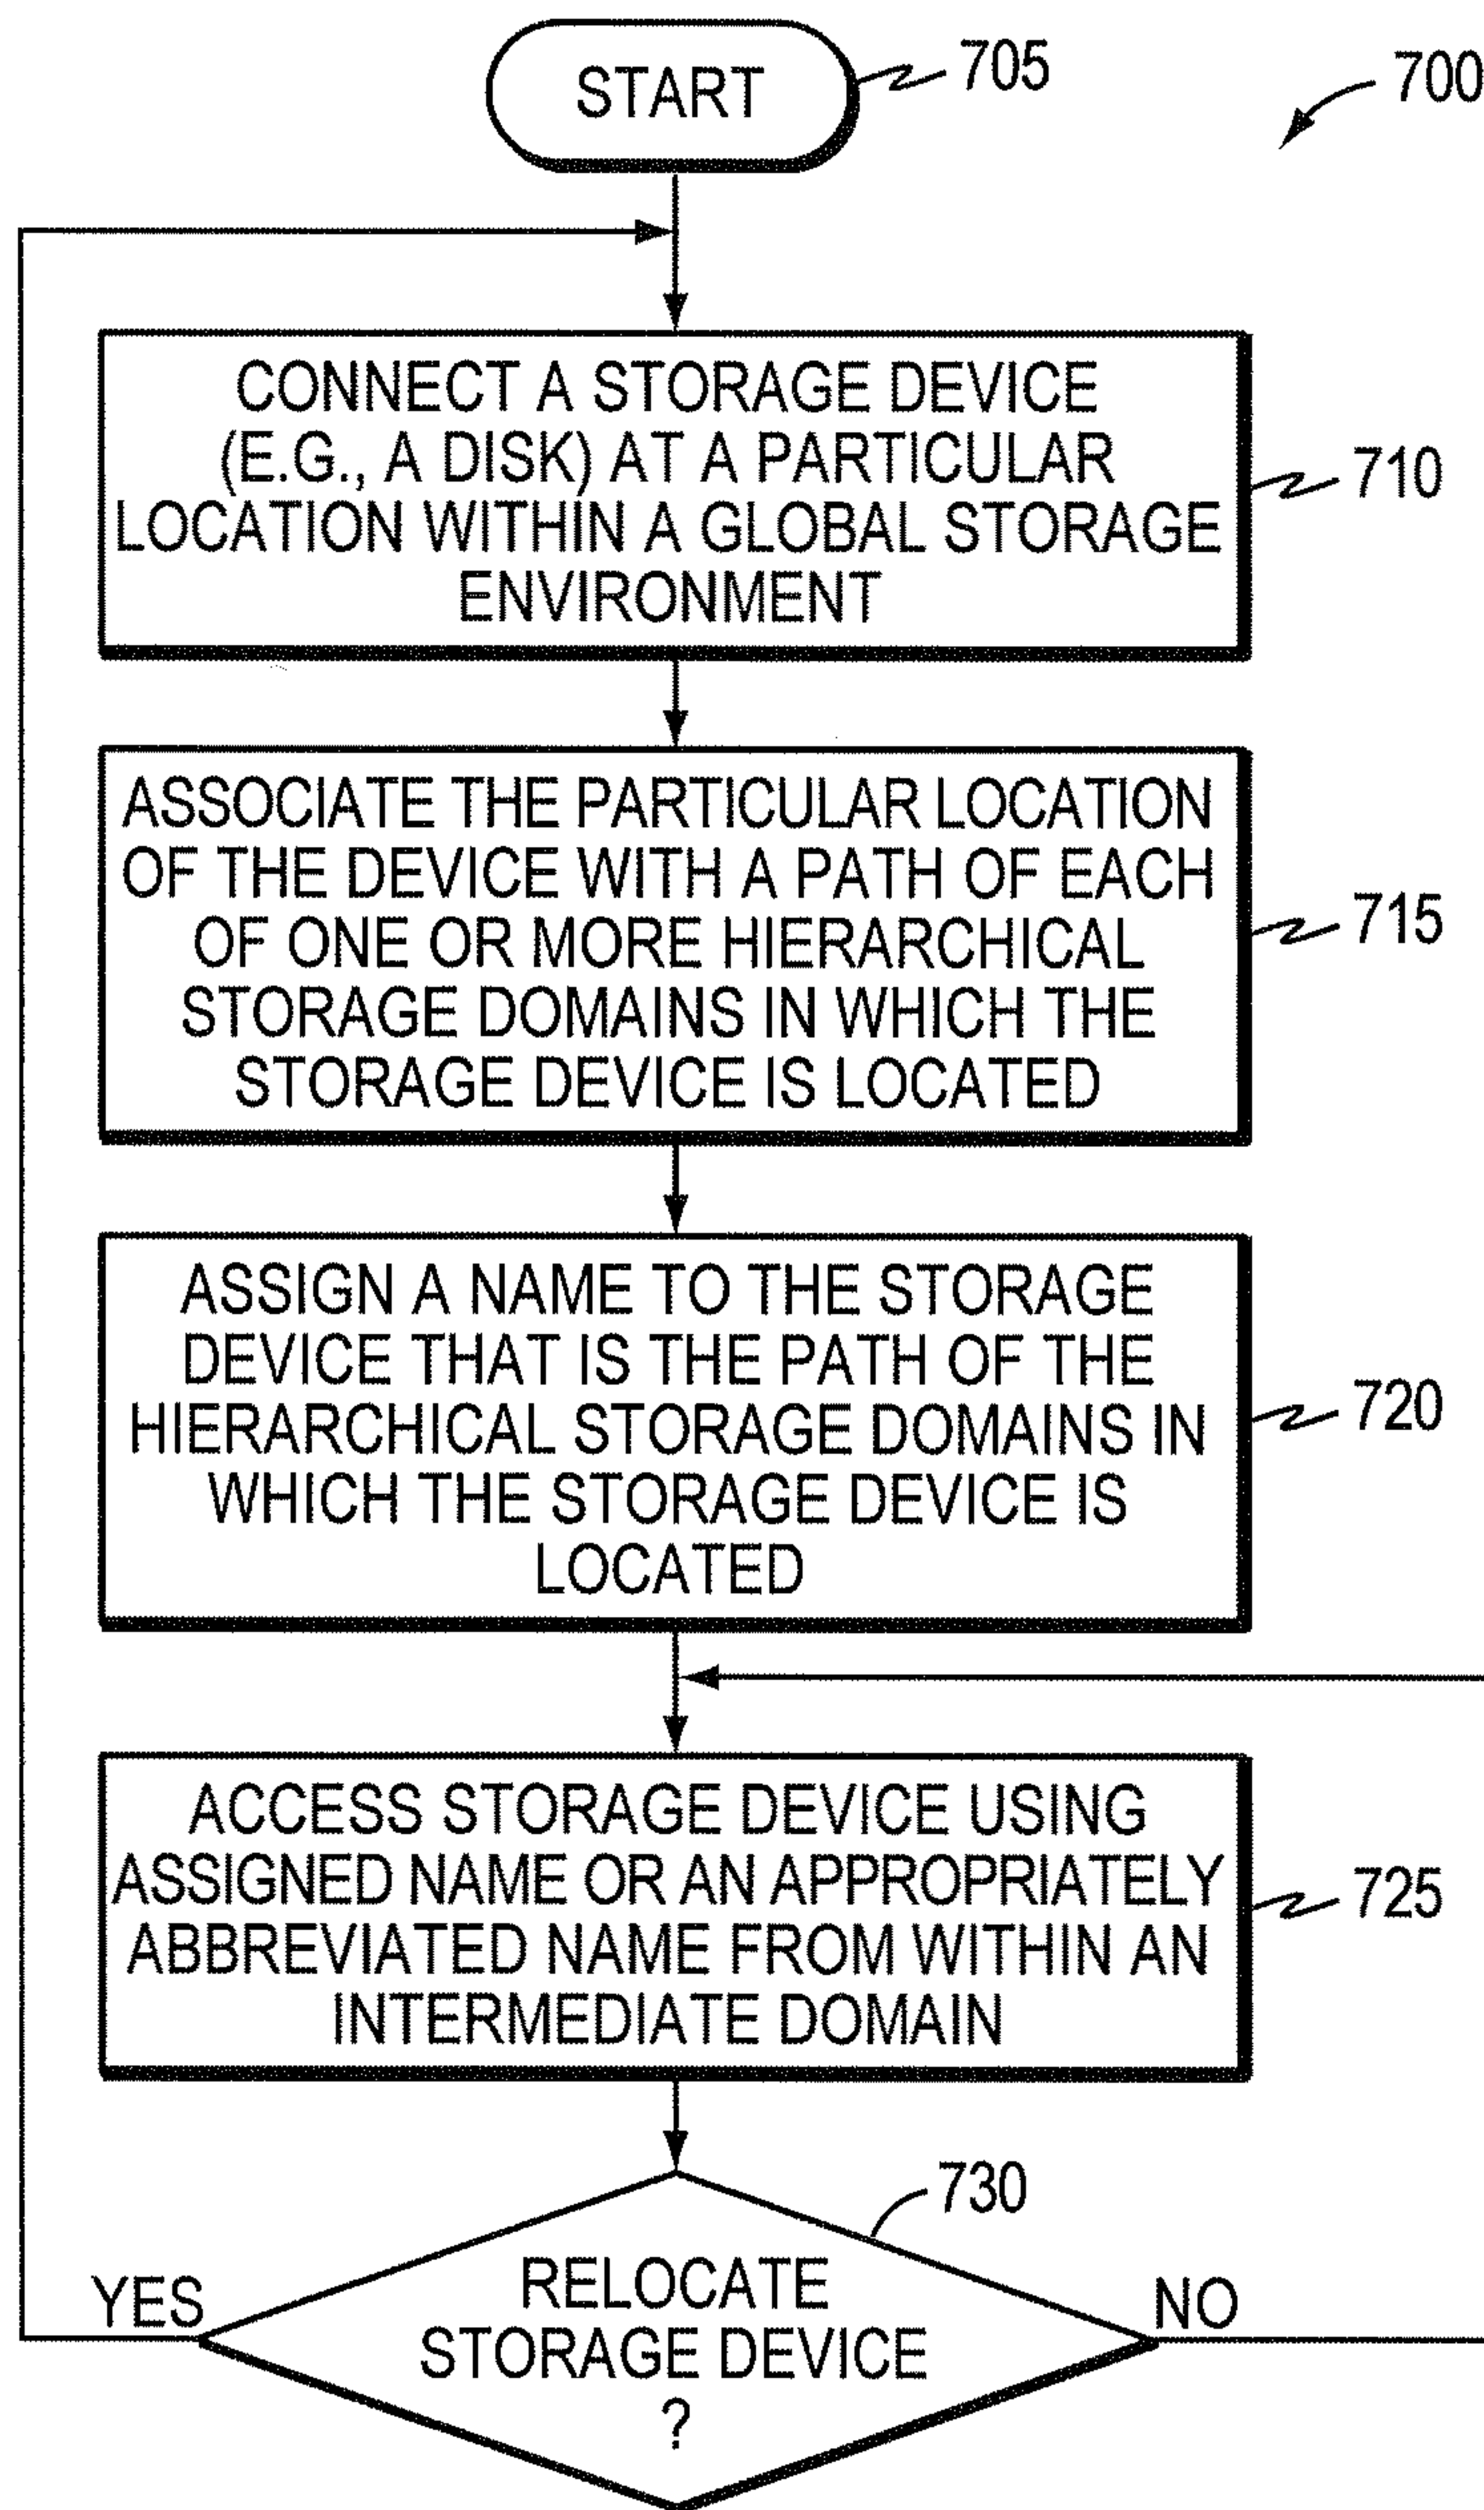 START
705
700
CONNECT A STORAGE DEVICE
(E.G., A DISK) AT A PARTICULAR
LOCATION WITHIN A GLOBAL STORAGE
ENVIRONMENT
710
ASSOCIATE THE PARTICULAR LOCATION
OF THE DEVICE WITH A PATH OF EACH
OF ONE OR MORE HIERARCHICAL
STORAGE DOMAINS IN WHICH THE
STORAGE DEVICE IS LOCATED
715
ASSIGN A NAME TO THE STORAGE
DEVICE THAT IS THE PATH OF THE
HIERARCHICAL STORAGE DOMAINS IN
WHICH THE STORAGE DEVICE IS
LOCATED
720
ACCESS STORAGE DEVICE USING
ASSIGNED NAME OR AN APPROPRIATELY
ABBREVIATED NAME FROM WITHIN AN
INTERMEDIATE DOMAIN
725
730
YES
RELOCATE
STORAGE DEVICE
?
NO